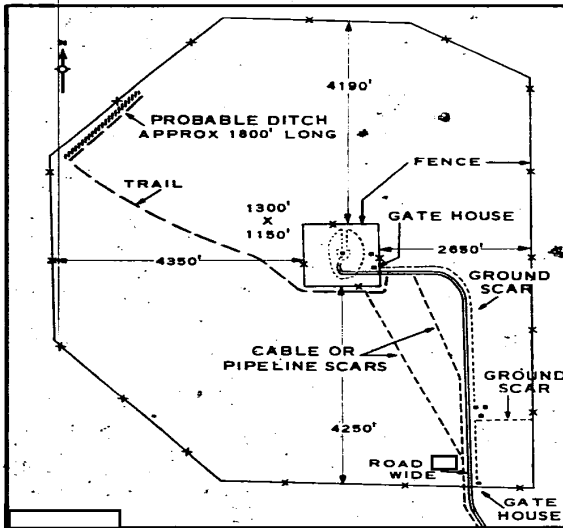 4190'
PROBABLE DITCH
APPROX 1800' LONG
FENCE
TRAIL
1300'
X
1150'
GATE HOUSE
4350'
2650'
GROUND
SCAR
CABLE OR
PIPELINE SCARS
GROUND
SCAR
4250'
ROAD
WIDE
GATE
HOUSE